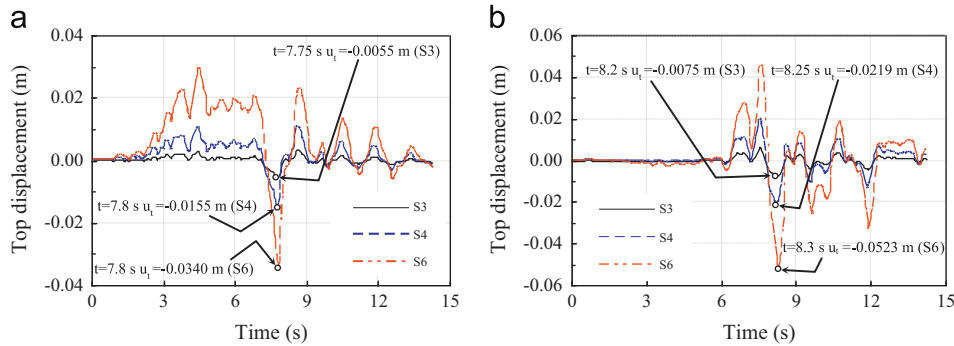 a
Top displacement (m)
0.04
0.02
0.00
-0.02
-0.04
t=7.75 s ut=-0.0055 m (S3)
t=7.8 s ut=-0.0155 m (S4)
t=7.8 s ut=-0.0340 m (S6)
S3
S4
S6
0 3 6 9 12 15
Time (s)
b
Top displacement (m)
0.06
0.04
0.02
0.00
-0.02
-0.04
-0.06
t=8.2 s ut=-0.0075 m (S3)
t=8.25 s ut=-0.0219 m (S4)
t=8.3 s ut=-0.0523 m (S6)
S3
S4
S6
0 3 6 9 12 15
Time (s)